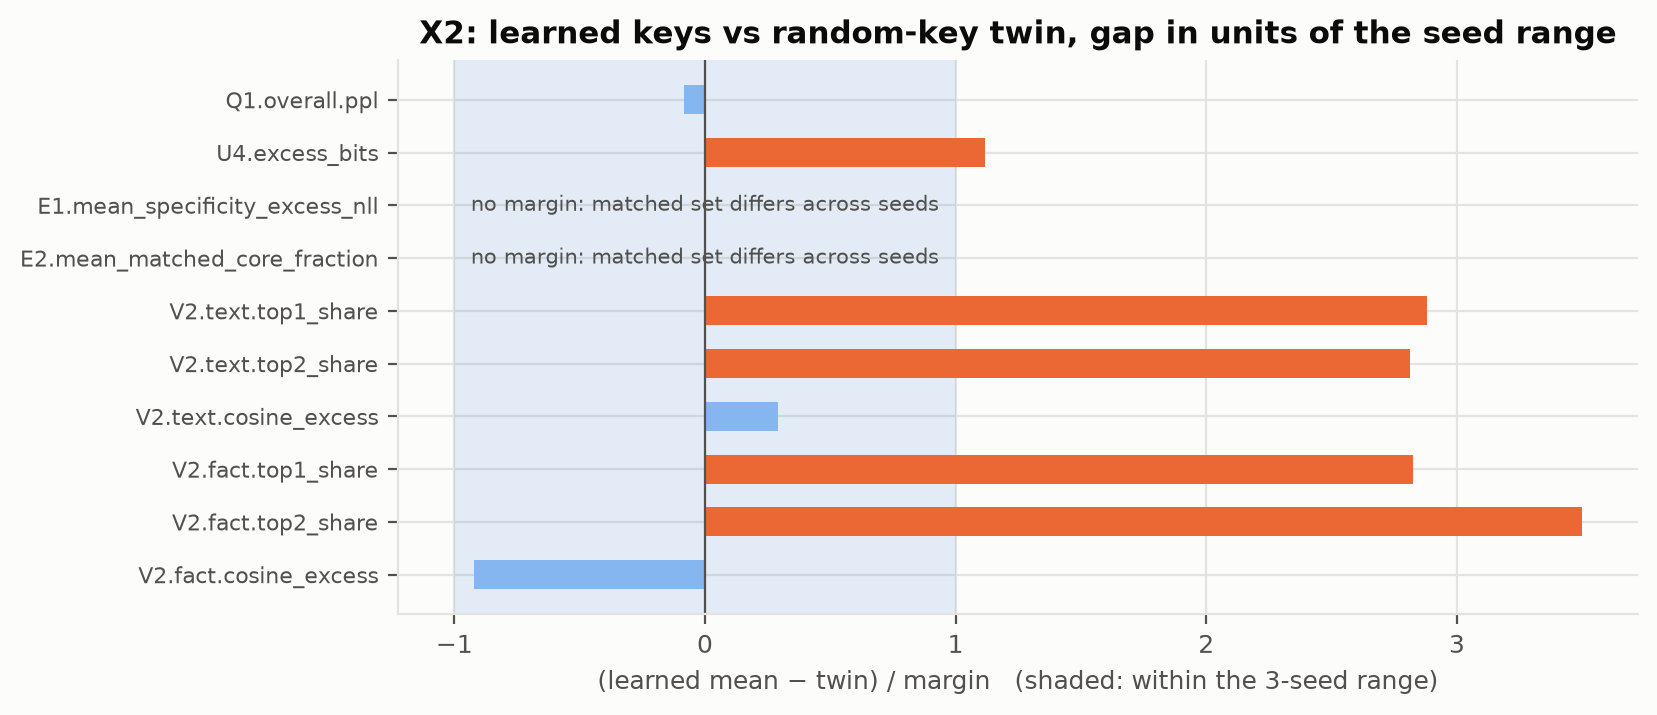 X2: learned keys vs random-key twin, gap in units of the seed range
Q1.overall.ppl
U4.excess_bits
E1.mean_specificity_excess_nll
no margin: matched set differs across seeds
E2.mean_matched_core_fraction
no margin: matched set differs across seeds
V2.text.top1_share
V2.text.top2_share
V2.text.cosine_excess
V2.fact.top1_share
V2.fact.top2_share
V2.fact.cosine_excess
−1 0 1 2 3
(learned mean − twin) / margin (shaded: within the 3-seed range)